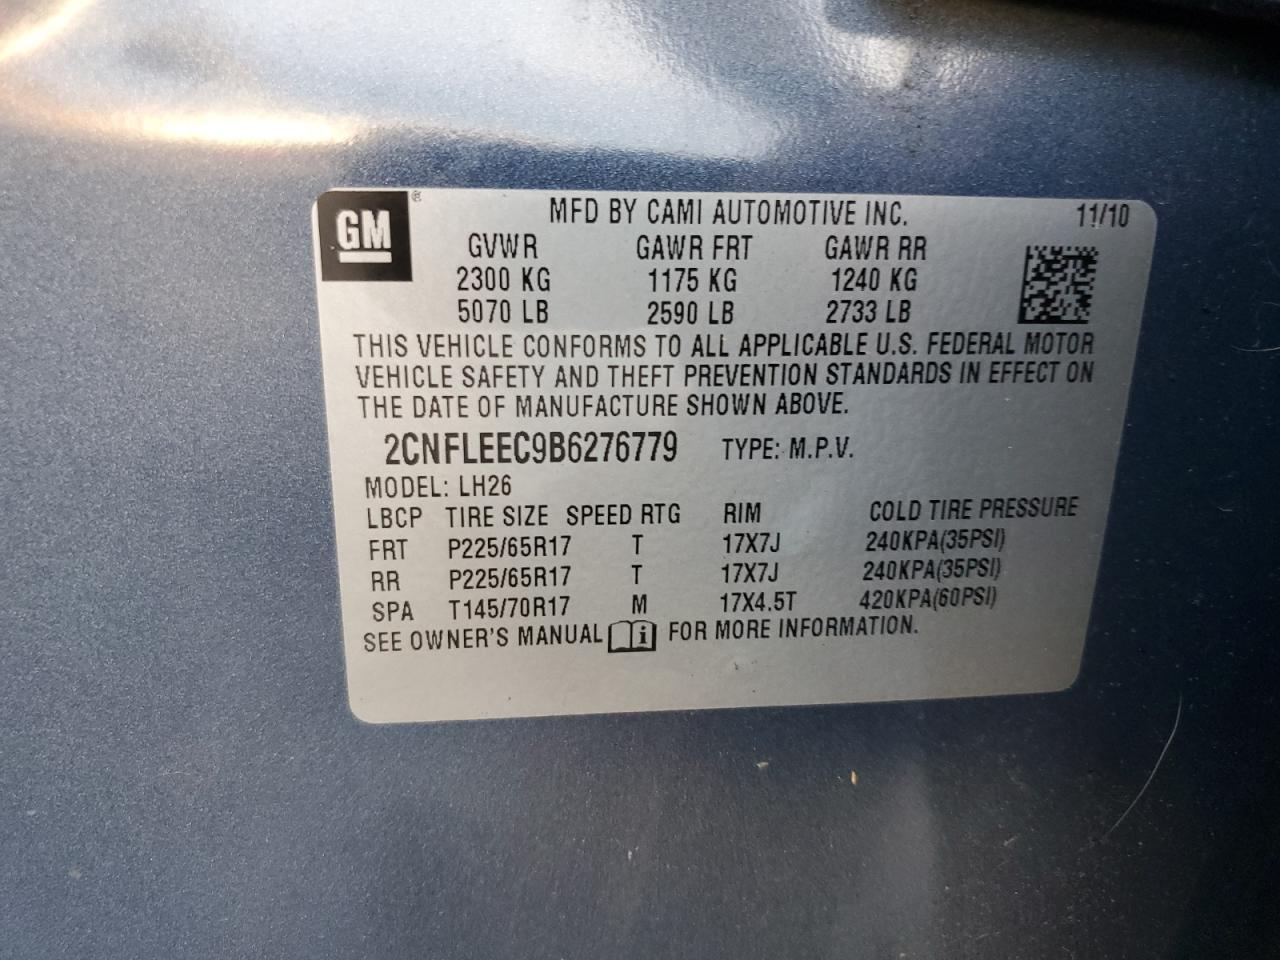 GM ®
MFD BY CAMI AUTOMOTIVE INC. 11/10
GVWR GAWR FRT GAWR RR
2300 KG 1175 KG 1240 KG
5070 LB 2590 LB 2733 LB
THIS VEHICLE CONFORMS TO ALL APPLICABLE U.S. FEDERAL MOTOR
VEHICLE SAFETY AND THEFT PREVENTION STANDARDS IN EFFECT ON
THE DATE OF MANUFACTURE SHOWN ABOVE.
2CNFLEEC9B6276779 TYPE: M.P.V.
MODEL: LH26
LBCP TIRE SIZE SPEED RTG RIM COLD TIRE PRESSURE
FRT P225/65R17 T 17X7J 240KPA(35PSI)
RR P225/65R17 T 17X7J 240KPA(35PSI)
SPA T145/70R17 M 17X4.5T 420KPA(60PSI)
SEE OWNER'S MANUAL i FOR MORE INFORMATION.